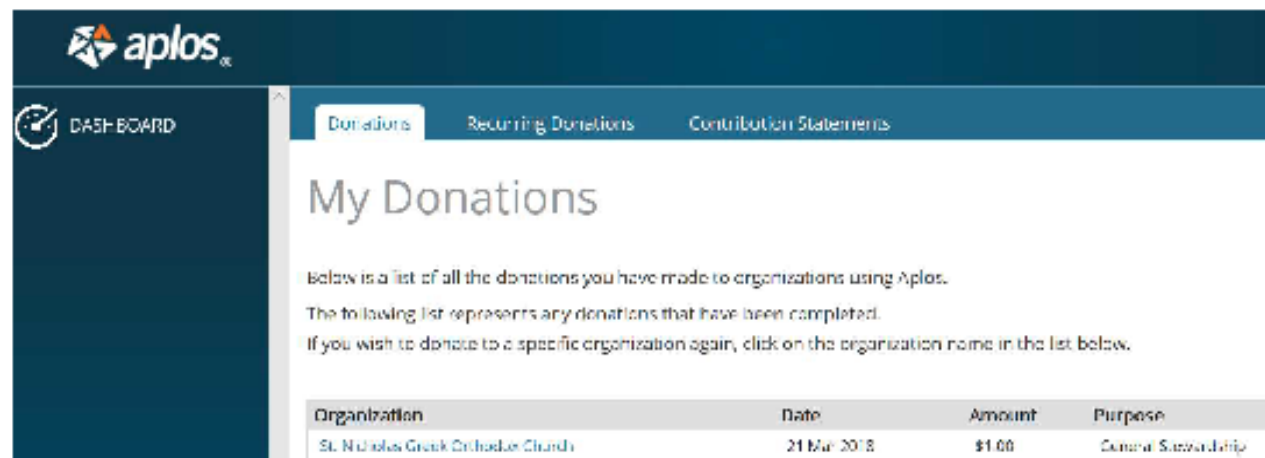 aplos®
DASHBOARD
Donations Recurring Donations Contribution Statements
My Donations
Below is a list of all the donations you have made to organizations using Aplos.
The following list represents any donations that have been completed.
If you wish to donate to a specific organization again, click on the organization name in the list below.
Organization Date Amount Purpose
St. Nicholas Greek Orthodox Church 21 Mar 2018 $1.00 General Stewardship